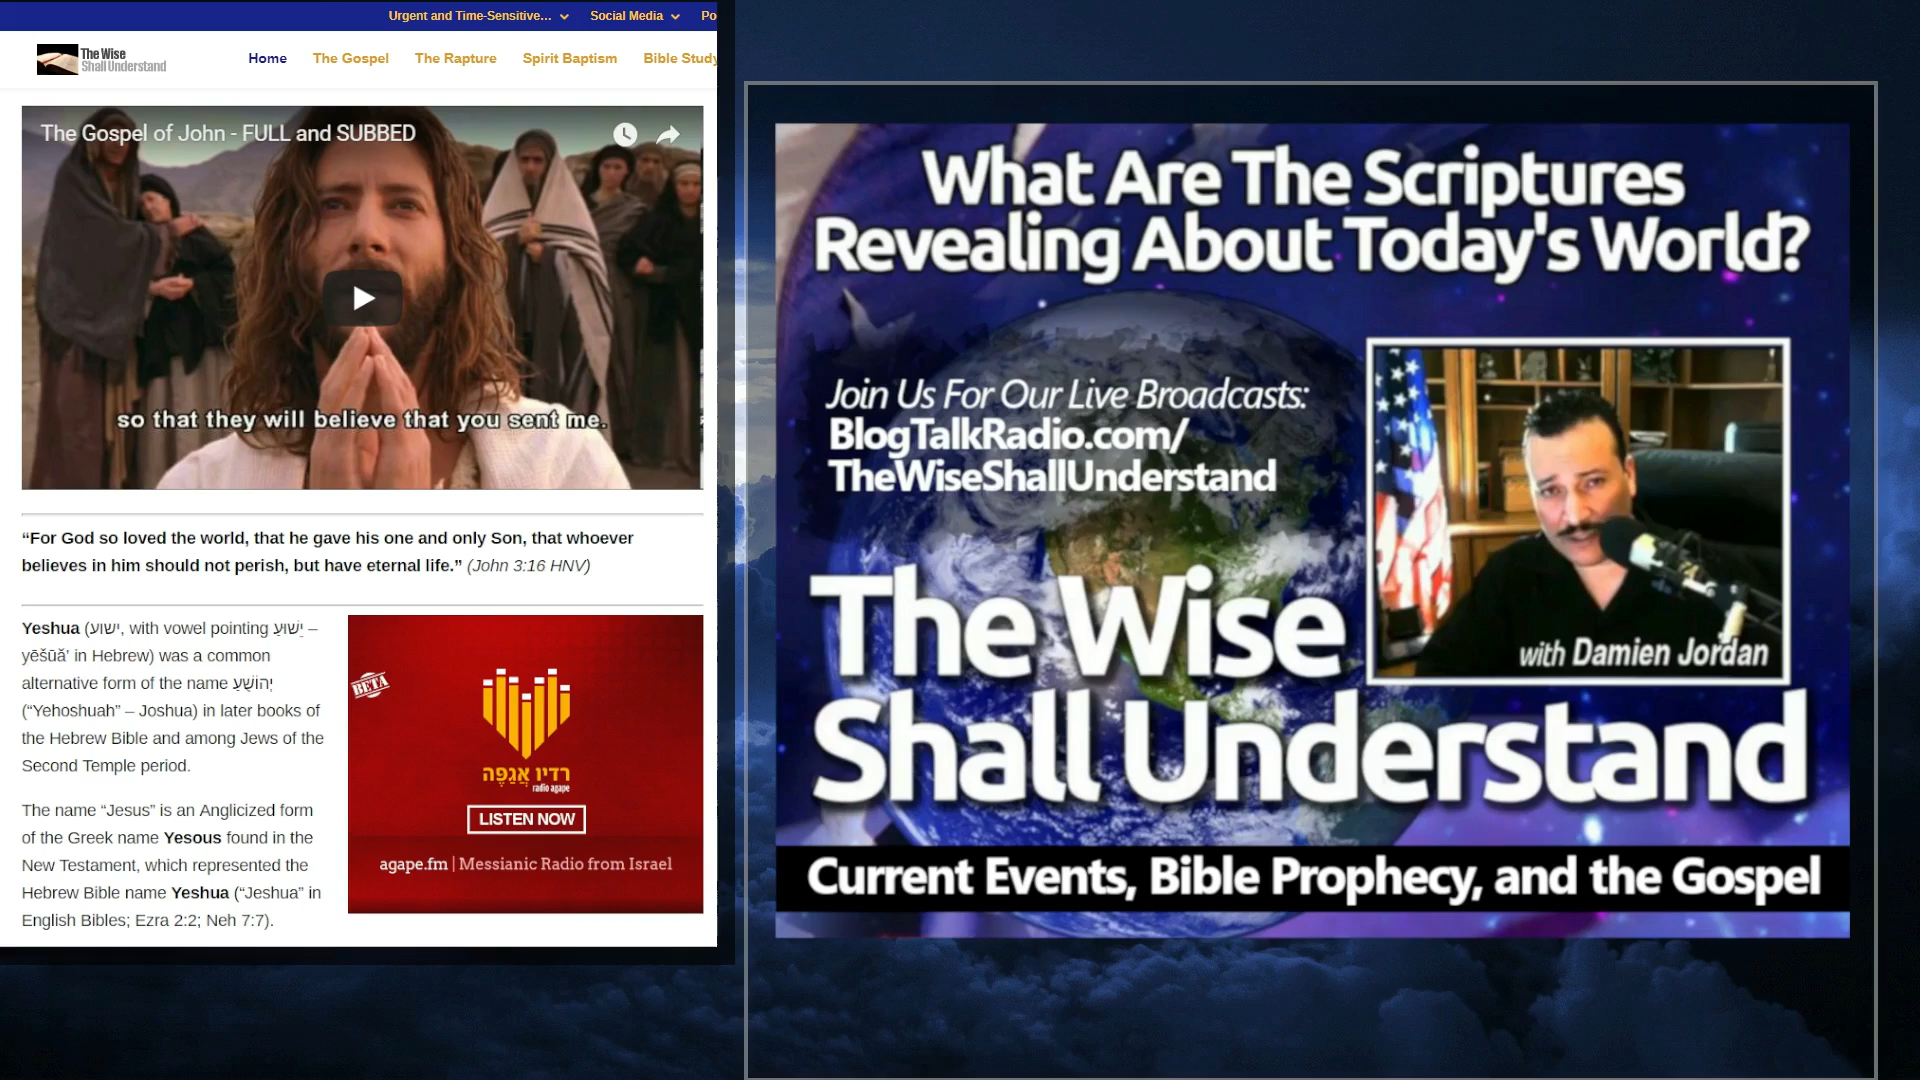 Urgent and Time-Sensitive... Social Media Po
The Wise
Shall Understand
Home The Gospel The Rapture Spirit Baptism Bible Study
The Gospel of John - FULL and SUBBED
so that they will believe that you sent me.
“For God so loved the world, that he gave his one and only Son, that whoever
believes in him should not perish, but have eternal life.” (John 3:16 HNV)
Yeshua (ישוע, with vowel pointing יֵשׁוּעַ –
yēšūă‘ in Hebrew) was a common
alternative form of the name יְהוֹשֻׁעַ
(“Yehoshuah” – Joshua) in later books of
the Hebrew Bible and among Jews of the
Second Temple period.
The name “Jesus” is an Anglicized form
of the Greek name Yesous found in the
New Testament, which represented the
Hebrew Bible name Yeshua (“Jeshua” in
English Bibles; Ezra 2:2; Neh 7:7).
BETA
רדיו אֲגַפֶּה
radio agape
LISTEN NOW
agape.fm | Messianic Radio from Israel
What Are The Scriptures
Revealing About Today's World?
Join Us For Our Live Broadcasts:
BlogTalkRadio.com/
TheWiseShallUnderstand
with Damien Jordan
The Wise
Shall Understand
Current Events, Bible Prophecy, and the Gospel